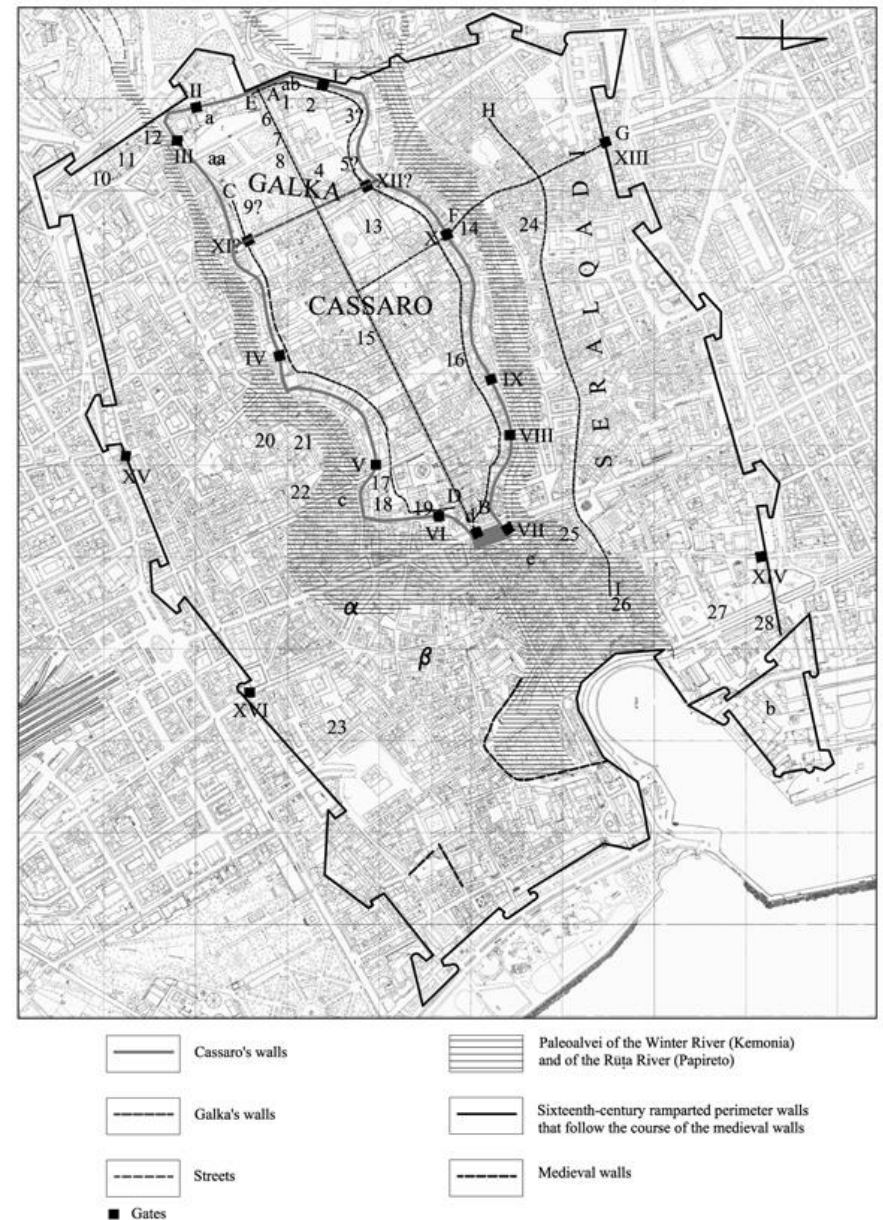 H
G
XIII
II
E
A
ab
I
a
1
2
6
3?
12
III
7
11
aa
8
4
5?
10
C
GALKA
XII?
9?
F
24
XI?
13
X
14
SERALQADI
CASSARO
15
IV
16
IX
20
21
VIII
XV
V
22
17
c
18
19
D
B
d
VI
VII
25
e
XIV
I
26
α
27
28
β
b
XVI
23
Cassaro's walls
Paleoalvei of the Winter River (Kemonia)
and of the Rūṭa River (Papireto)
Galka's walls
Sixteenth-century ramparted perimeter walls
that follow the course of the medieval walls
Streets
Medieval walls
Gates